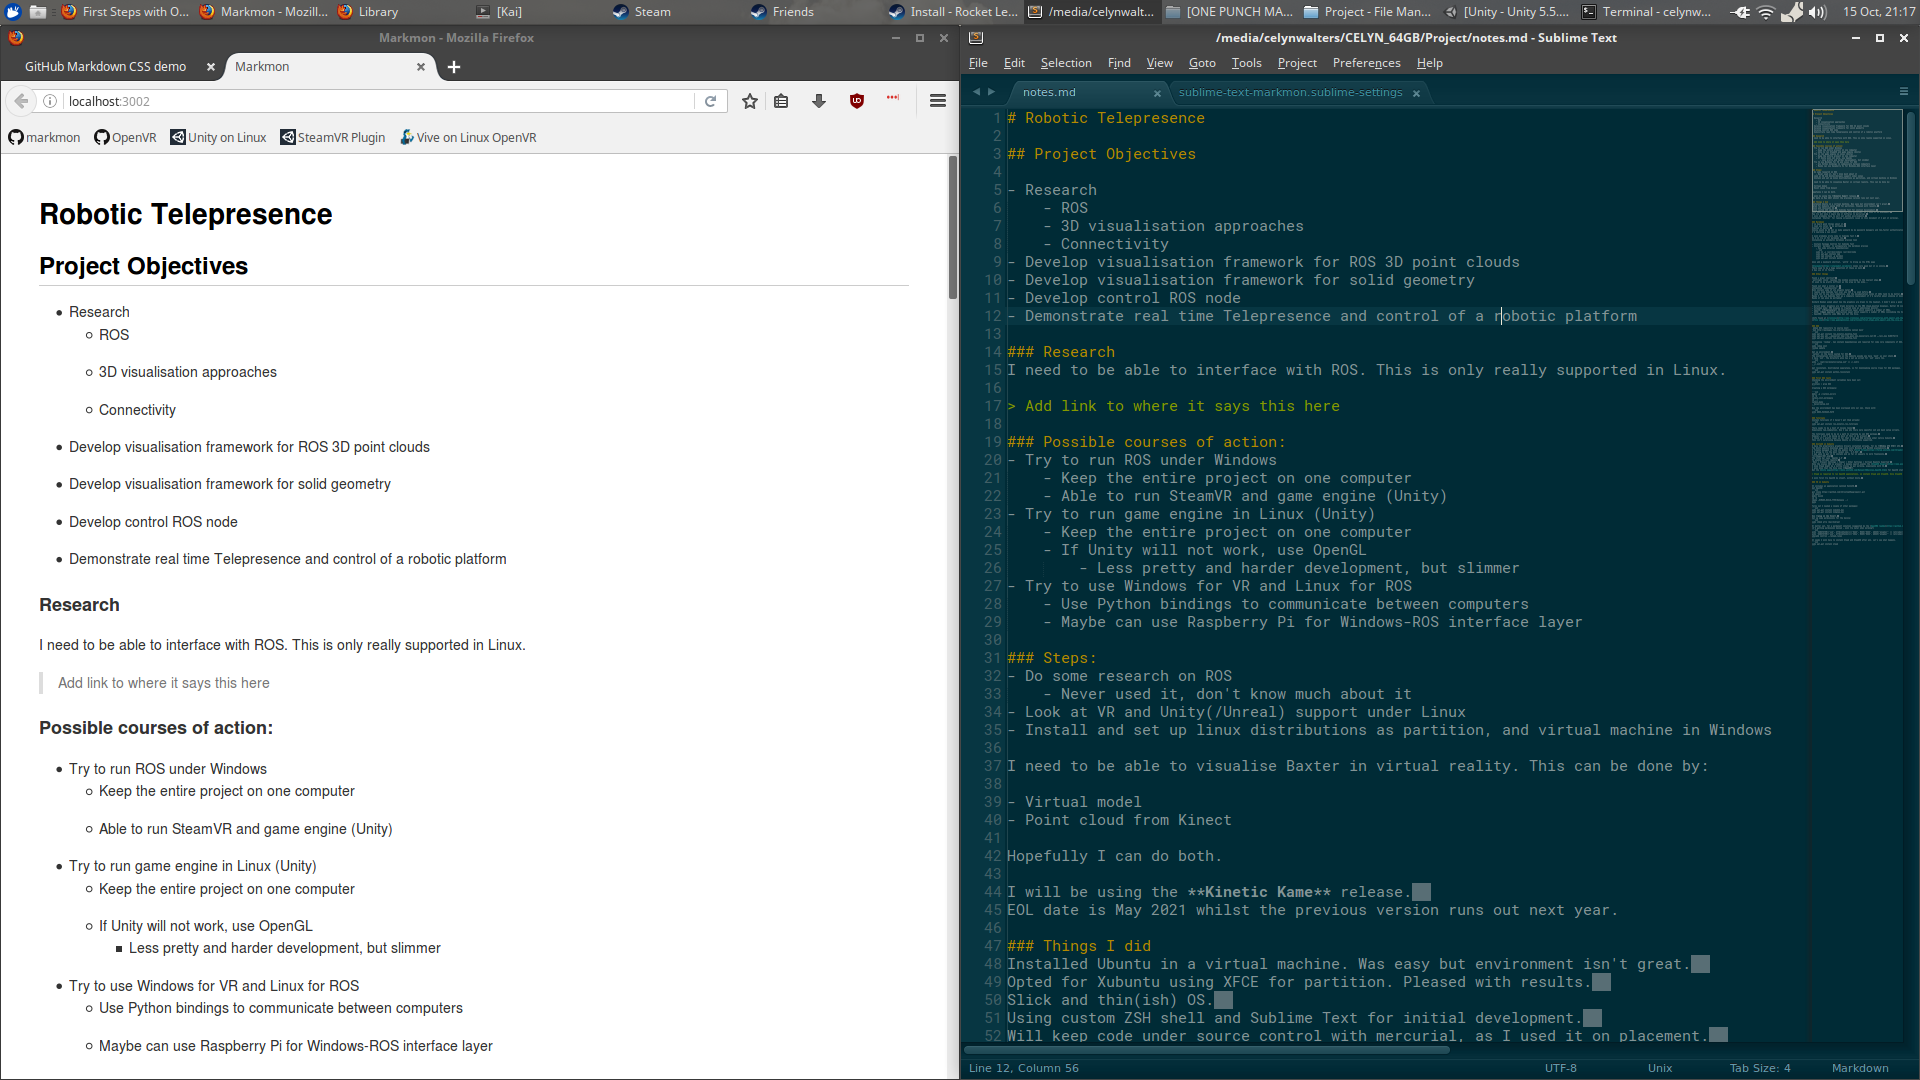 First Steps with O...
Markmon - Mozill...
Library
[Kai]
Steam
Friends
Install - Rocket Le...
/media/celynwalt...
[ONE PUNCH MA...
Project - File Man...
[Unity - Unity 5.5....
Terminal - celynw...
15 Oct, 21:17
Markmon - Mozilla Firefox
GitHub Markdown CSS demo
Markmon
localhost:3002
markmon
OpenVR
Unity on Linux
SteamVR Plugin
Vive on Linux OpenVR
Robotic Telepresence
Project Objectives
Research
ROS
3D visualisation approaches
Connectivity
Develop visualisation framework for ROS 3D point clouds
Develop visualisation framework for solid geometry
Develop control ROS node
Demonstrate real time Telepresence and control of a robotic platform
Research
I need to be able to interface with ROS. This is only really supported in Linux.
Add link to where it says this here
Possible courses of action:
Try to run ROS under Windows
Keep the entire project on one computer
Able to run SteamVR and game engine (Unity)
Try to run game engine in Linux (Unity)
Keep the entire project on one computer
If Unity will not work, use OpenGL
Less pretty and harder development, but slimmer
Try to use Windows for VR and Linux for ROS
Use Python bindings to communicate between computers
Maybe can use Raspberry Pi for Windows-ROS interface layer
/media/celynwalters/CELYN_64GB/Project/notes.md - Sublime Text
File Edit Selection Find View Goto Tools Project Preferences Help
notes.md
sublime-text-markmon.sublime-settings
1 # Robotic Telepresence
2
3 ## Project Objectives
4
5 - Research
6 - ROS
7 - 3D visualisation approaches
8 - Connectivity
9 - Develop visualisation framework for ROS 3D point clouds
10 - Develop visualisation framework for solid geometry
11 - Develop control ROS node
12 - Demonstrate real time Telepresence and control of a robotic platform
13
14 ### Research
15 I need to be able to interface with ROS. This is only really supported in Linux.
16
17 > Add link to where it says this here
18
19 ### Possible courses of action:
20 - Try to run ROS under Windows
21 - Keep the entire project on one computer
22 - Able to run SteamVR and game engine (Unity)
23 - Try to run game engine in Linux (Unity)
24 - Keep the entire project on one computer
25 - If Unity will not work, use OpenGL
26 - Less pretty and harder development, but slimmer
27 - Try to use Windows for VR and Linux for ROS
28 - Use Python bindings to communicate between computers
29 - Maybe can use Raspberry Pi for Windows-ROS interface layer
30
31 ### Steps:
32 - Do some research on ROS
33 - Never used it, don't know much about it
34 - Look at VR and Unity(/Unreal) support under Linux
35 - Install and set up linux distributions as partition, and virtual machine in Windows
36
37 I need to be able to visualise Baxter in virtual reality. This can be done by:
38
39 - Virtual model
40 - Point cloud from Kinect
41
42 Hopefully I can do both.
43
44 I will be using the **Kinetic Kame** release.
45 EOL date is May 2021 whilst the previous version runs out next year.
46
47 ### Things I did
48 Installed Ubuntu in a virtual machine. Was easy but environment isn't great.
49 Opted for Xubuntu using XFCE for partition. Pleased with results.
50 Slick and thin(ish) OS.
51 Using custom ZSH shell and Sublime Text for initial development.
52 Will keep code under source control with mercurial, as I used it on placement.
Line 12, Column 56
UTF-8
Unix
Tab Size: 4
Markdown